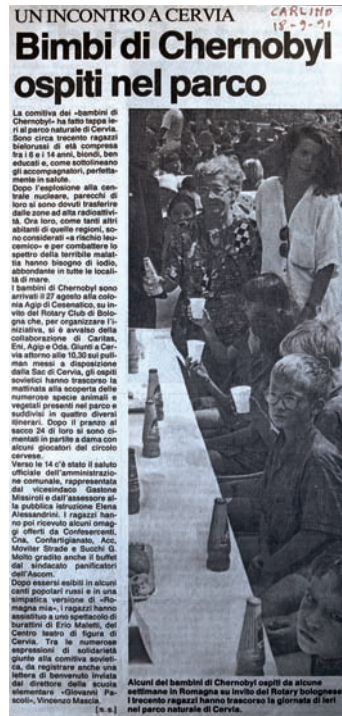 UN INCONTRO A CERVIA
CARLINO
18-9-91
Bimbi di Chernobyl
ospiti nel parco
La comitiva dei «bambini di
Chernobyl» ha fatto tappa ie-
ri al parco naturale di Cervia.
Sono circa trecento ragazzi
bielorussi di età compresa
fra i 6 e i 14 anni, biondi, ben
educati e, come sottolineano
gli accompagnatori, perfetta-
mente in salute.
Dopo l'esplosione alla cen-
trale nucleare, parecchi di
loro si sono dovuti trasferire
dalle zone ad alta radioattivi-
tà. Ora loro, come tanti altri
abitanti di quelle regioni, so-
no considerati «a rischio leu-
cemico» e per combattere lo
spettro della terribile malat-
tia hanno bisogno di iodio,
abbondante in tutte le locali-
tà di mare.
I bambini di Chernobyl sono
arrivati il 27 agosto alla colo-
nia Agip di Cesenatico, su in-
vito del Rotary Club di Bolo-
gna che, per organizzare l'i-
niziativa, si è avvalso della
collaborazione di Caritas,
Eni, Agip e Oda. Giunti a Cer-
via attorno alle 10,30 sui pull-
man messi a disposizione
dalla Sac di Cervia, gli ospiti
sovietici hanno trascorso la
mattinata alla scoperta delle
numerose specie animali e
vegetali presenti nel parco e
suddivisi in quattro diversi
itinerari. Dopo il pranzo al
sacco 24 di loro si sono ci-
mentati in partite a dama con
alcuni giocatori del circolo
cervese.
Verso le 14 c'è stato il saluto
ufficiale dell'amministrazio-
ne comunale, rappresentata
dal vicesindaco Gastone
Missiroli e dall'assessore al-
la pubblica istruzione Elena
Alessandrini. I ragazzi han-
no poi ricevuto alcuni omag-
gi offerti da Confesercenti,
Cna, Confartigianato, Acc,
Moviter Strade e Succhi G.
Molto gradito anche il buffet
dal sindacato panificatori
dell'Ascom.
Dopo essersi esibiti in alcuni
canti popolari russi e in una
simpatica versione di «Ro-
magna mia», i ragazzi hanno
assistito a uno spettacolo di
burattini di Erio Maletti, del
Centro teatro di figura di
Cervia. Tra le numerose
espressioni di solidarietà
giunte alla comitiva sovieti-
ca, da registrare anche una
lettera di benvenuto inviata
dal direttore della scuola
elementare «Giovanni Pa-
scoli», Vincenzo Mascia.
[s. s.]
Alcuni dei bambini di Chernobyl ospiti da alcune
settimane in Romagna su invito del Rotary bolognese
I trecento ragazzi hanno trascorso la giornata di ieri
nel parco naturale di Cervia.